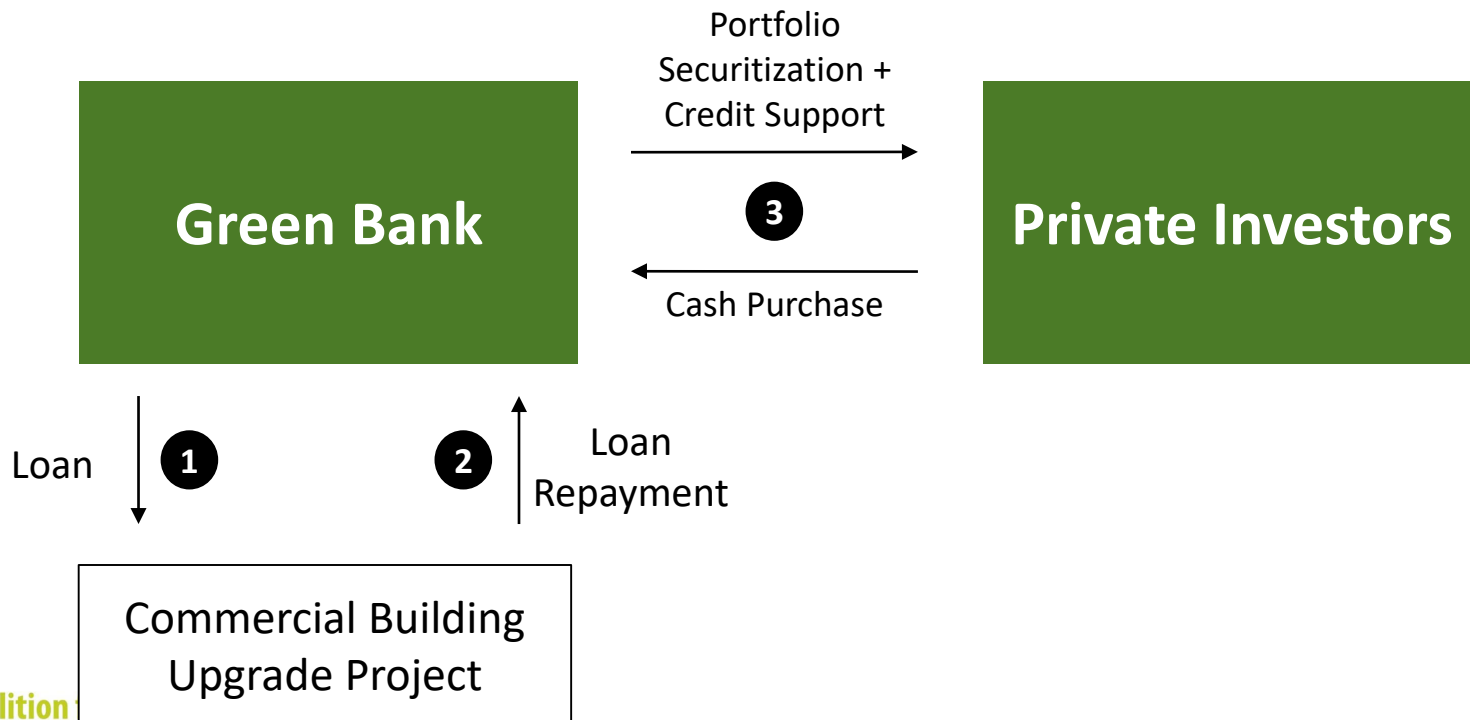 Portfolio
Securitization +
Credit Support
Green Bank
3
Private Investors
Cash Purchase
Loan
1
2
Loan
Repayment
Commercial Building
Upgrade Project